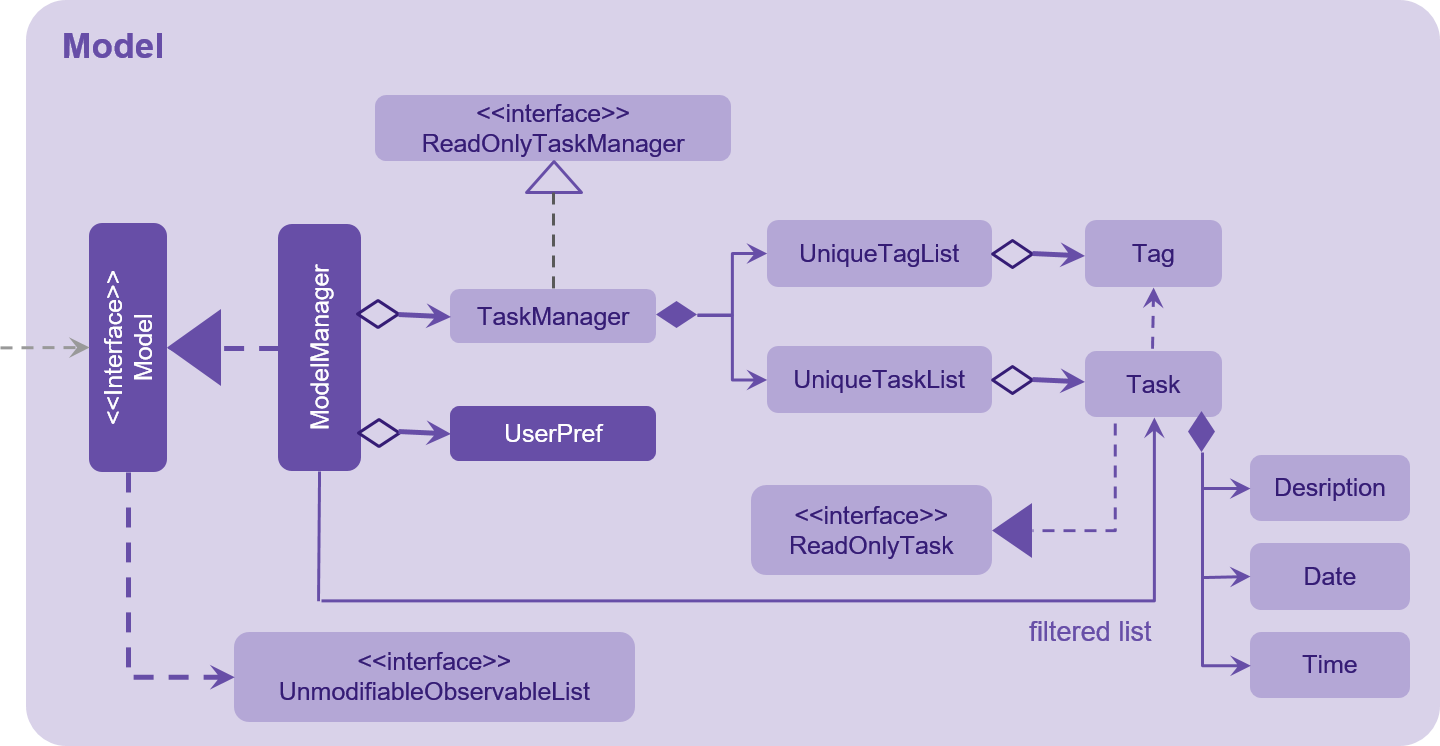 Model
<<interface>>
ReadOnlyTaskManager
<<Interface>>
Model
ModelManager
TaskManager
UserPref
UniqueTagList
UniqueTaskList
Tag
Task
<<interface>>
ReadOnlyTask
Desription
Date
Time
filtered list
<<interface>>
UnmodifiableObservableList